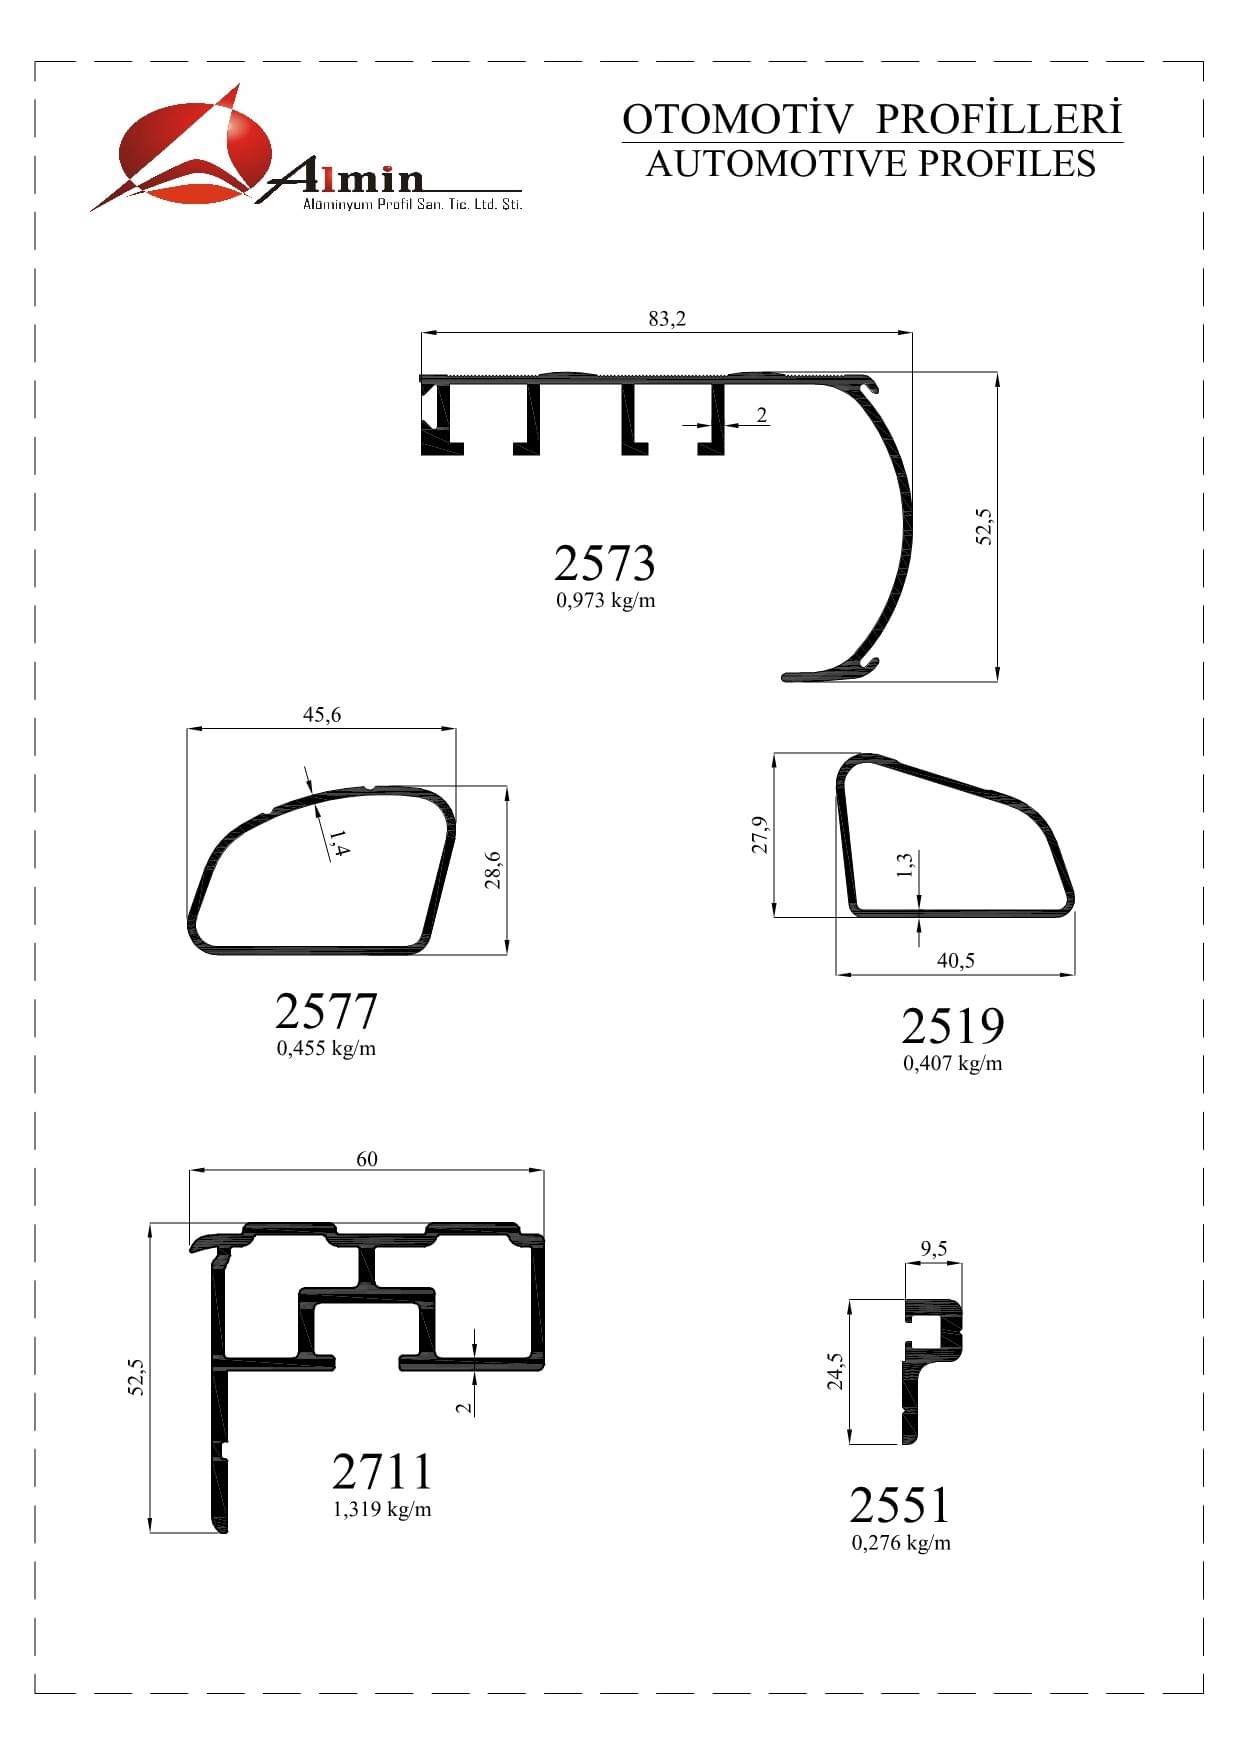 Almin
Alüminyum Profil San. Tic. Ltd. Şti.
OTOMOTİV PROFİLLERİ
AUTOMOTIVE PROFILES
83,2
2
52,5
2573
0,973 kg/m
45,6
1,4
28,6
2577
0,455 kg/m
27,9
1,3
40,5
2519
0,407 kg/m
60
52,5
2
2711
1,319 kg/m
9,5
24,5
2551
0,276 kg/m